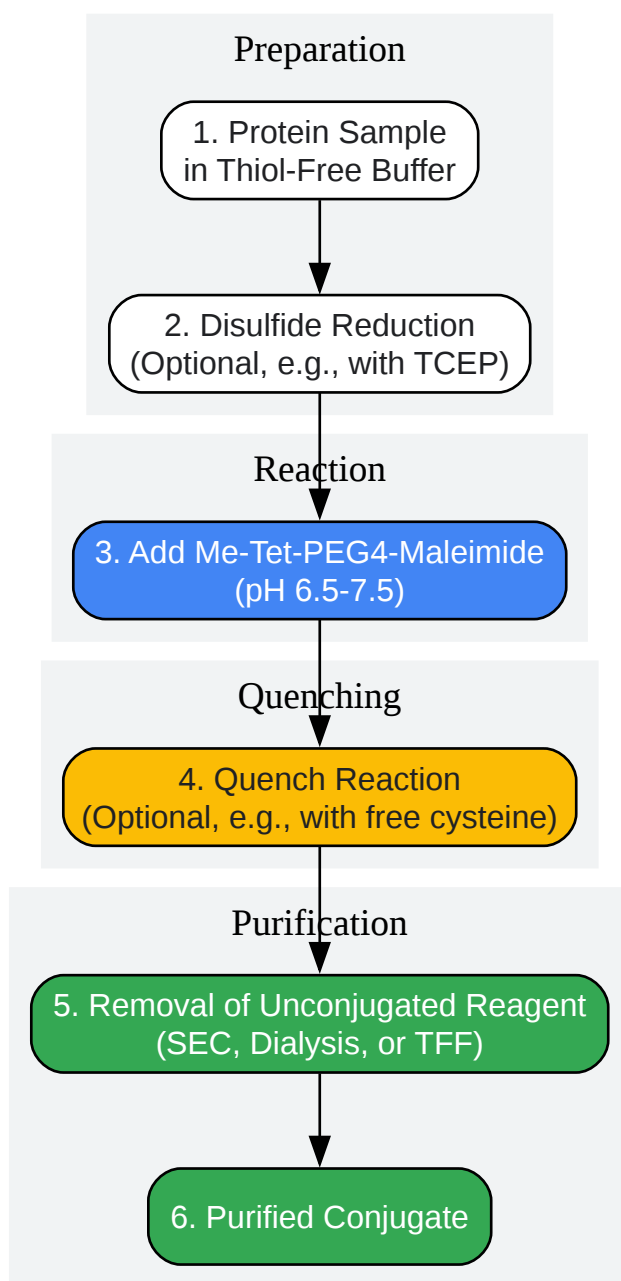 Preparation
1. Protein Sample
in Thiol-Free Buffer
2. Disulfide Reduction
(Optional, e.g., with TCEP)
Reaction
3. Add Me-Tet-PEG4-Maleimide
(pH 6.5-7.5)
Quenching
4. Quench Reaction
(Optional, e.g., with free cysteine)
Purification
5. Removal of Unconjugated Reagent
(SEC, Dialysis, or TFF)
6. Purified Conjugate